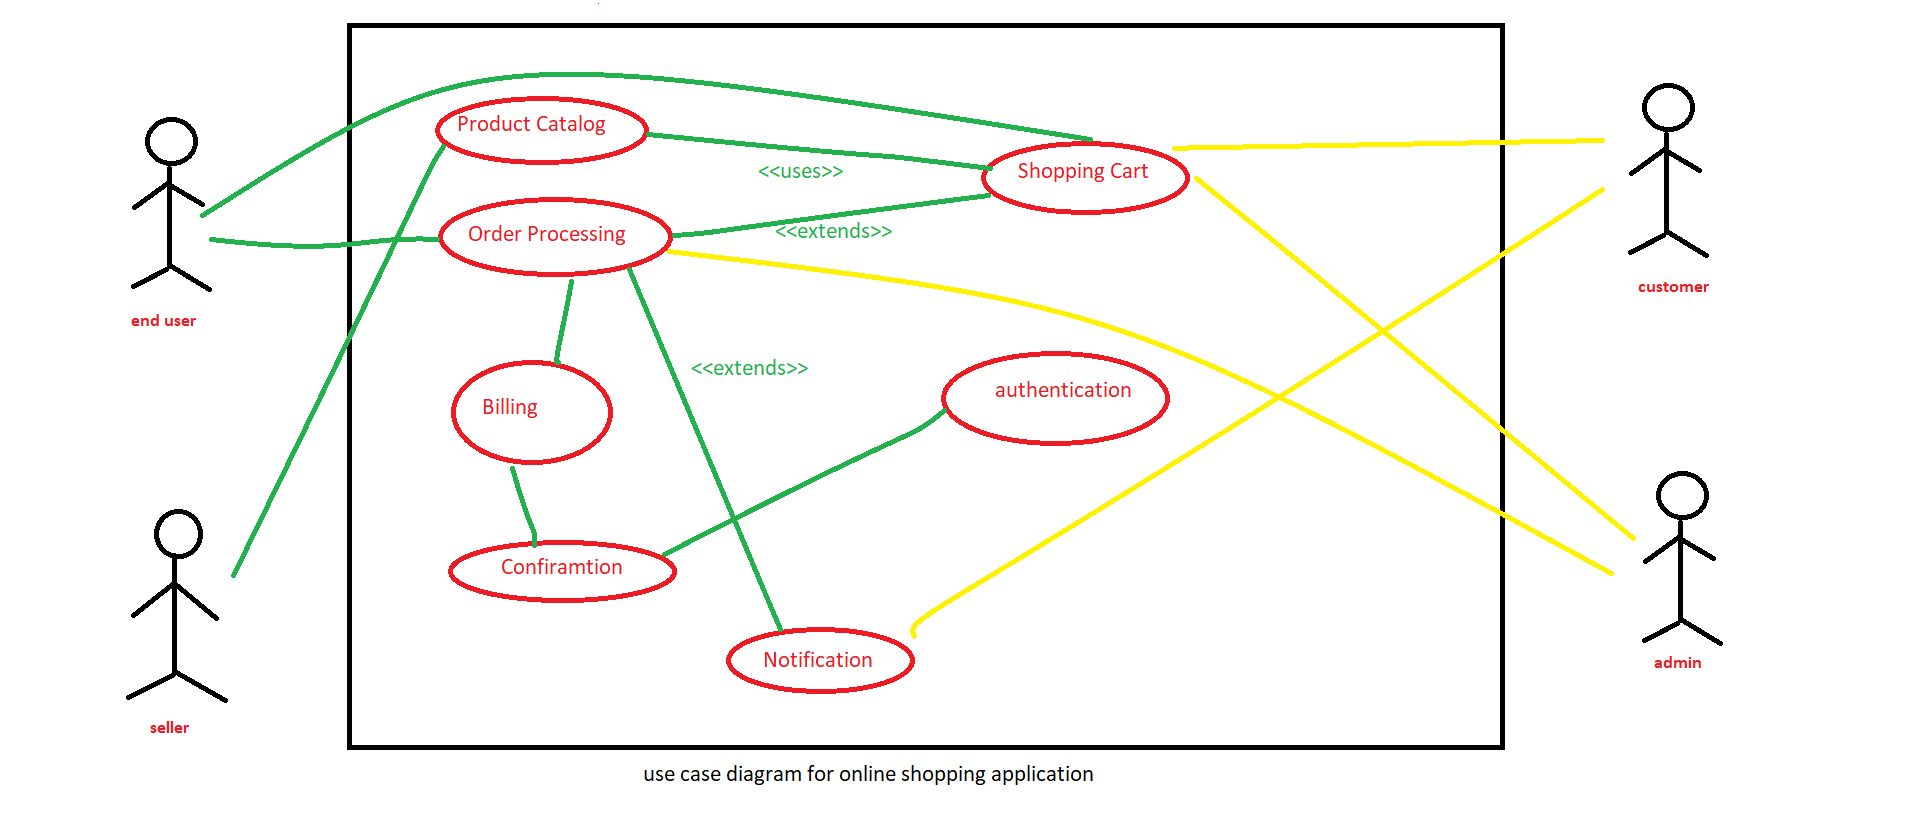 Product Catalog
Shopping Cart
<<uses>>
Order Processing
<<extends>>
end user
customer
<<extends>>
authentication
Billing
Confiramtion
Notification
admin
seller
use case diagram for online shopping application